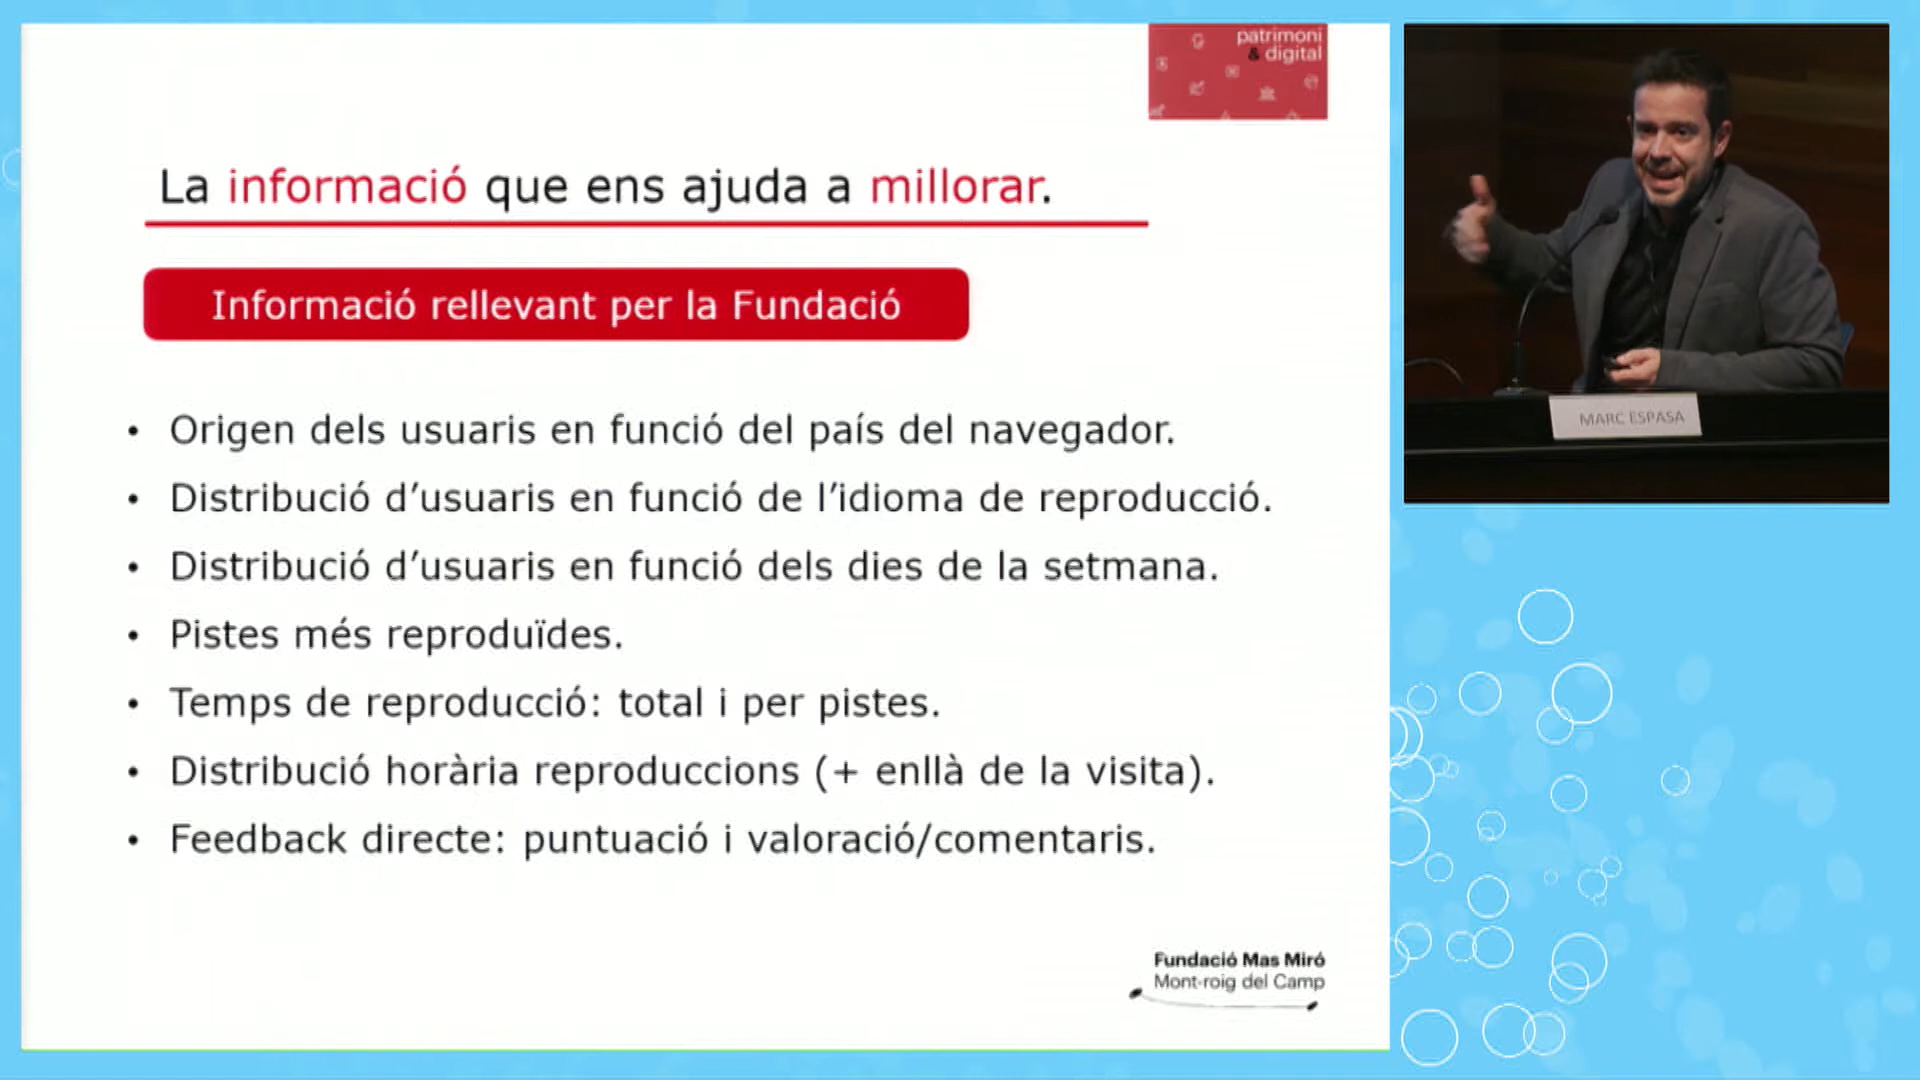 patrimoni
& digital
La informació que ens ajuda a millorar.
Informació rellevant per la Fundació
• Origen dels usuaris en funció del país del navegador.
• Distribució d’usuaris en funció de l’idioma de reproducció.
• Distribució d’usuaris en funció dels dies de la setmana.
• Pistes més reproduïdes.
• Temps de reproducció: total i per pistes.
• Distribució horària reproduccions (+ enllà de la visita).
• Feedback directe: puntuació i valoració/comentaris.
Fundació Mas Miró
Mont-roig del Camp
MARC ESPASA